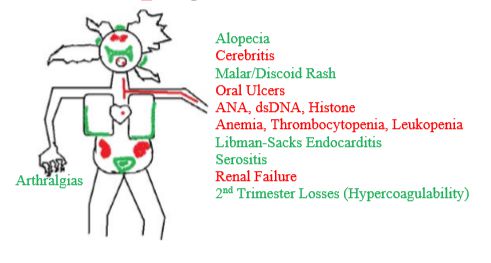 Alopecia
Cerebritis
Malar/Discoid Rash
Oral Ulcers
ANA, dsDNA, Histone
Anemia, Thrombocytopenia, Leukopenia
Libman-Sacks Endocarditis
Serositis
Renal Failure
2nd Trimester Losses (Hypercoagulability)
Arthralgias